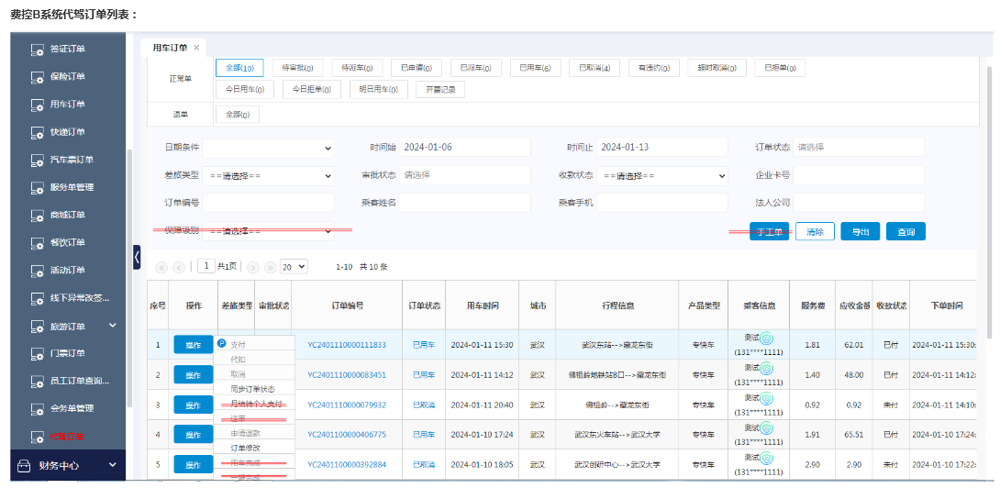 费控B系统代驾订单列表：
签证订单
保险订单
用车订单
快递订单
汽车票订单
服务单管理
商城订单
餐饮订单
活动订单
线下异常改签...
旅游订单
门票订单
员工订单查询...
会务单管理
代驾订单
财务中心
用车订单 ×
正常单 全部(10) 待审批(0) 待派车(0) 已申请(0) 已派车(0) 已用车(6) 已取消(4) 有违约(0) 超时取消(0) 已拒单(0)
今日用车(0) 今日拒单(0) 明日用车(0) 开票记录
退单 全部(0)
日期条件 时间始 2024-01-06 时间止 2024-01-13 订单状态 请选择
差旅类型 ==请选择== 审批状态 请选择 收款状态 ==请选择== 企业卡号
订单编号 乘客姓名 乘客手机 法人公司
保障级别 ==请选择== 手工单 清除 导出 查询
1 共1页 20 1-10 共 10 条
序号 操作 差旅类型 审批状态 订单编号 订单状态 用车时间 城市 行程信息 产品类型 乘客信息 服务费 应收金额 收款状态 下单时间
1 操作 YC2401110000111833 已用车 2024-01-11 15:30 武汉 武汉东站-->藏龙东街 专快车 测试 (131****1111) 1.81 62.01 已付 2024-01-11 15:30:
2 操作 YC2401110000083451 已用车 2024-01-11 14:12 武汉 佛祖岭地铁站B口-->藏龙东街 专快车 测试 (131****1111) 1.40 48.00 已付 2024-01-11 14:12:
3 操作 YC2401110000079932 已取消 2024-01-11 20:40 武汉 佛祖岭-->藏龙东街 专快车 测试 (131****1111) 0.92 0.92 未付 2024-01-11 14:10:
4 操作 YC2401100000406775 已用车 2024-01-10 17:24 武汉 武汉东火车站-->武汉大学 专快车 测试 (131****1111) 1.91 65.51 已付 2024-01-10 17:24:
5 操作 YC2401100000392884 已取消 2024-01-10 18:05 武汉 武汉创研中心-->武汉大学 专快车 测试 (131****1111) 2.90 2.90 未付 2024-01-10 17:22:
支付
代扣
取消
同步订单状态
月结转个人支付
送审
申请退款
订单修改
用车完成
一键完成